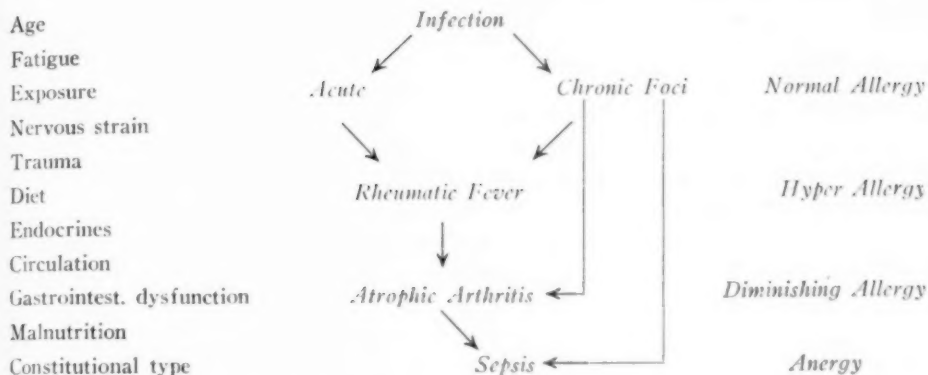 Age
Infection
Fatigue
Exposure
Acute
Chronic Foci
Normal Allergy
Nervous strain
Trauma
Diet
Rheumatic Fever
Hyper Allergy
Endocrines
Circulation
Gastrointest. dysfunction
Atrophic Arthritis
Diminishing Allergy
Malnutrition
Constitutional type
Sepsis
Anergy